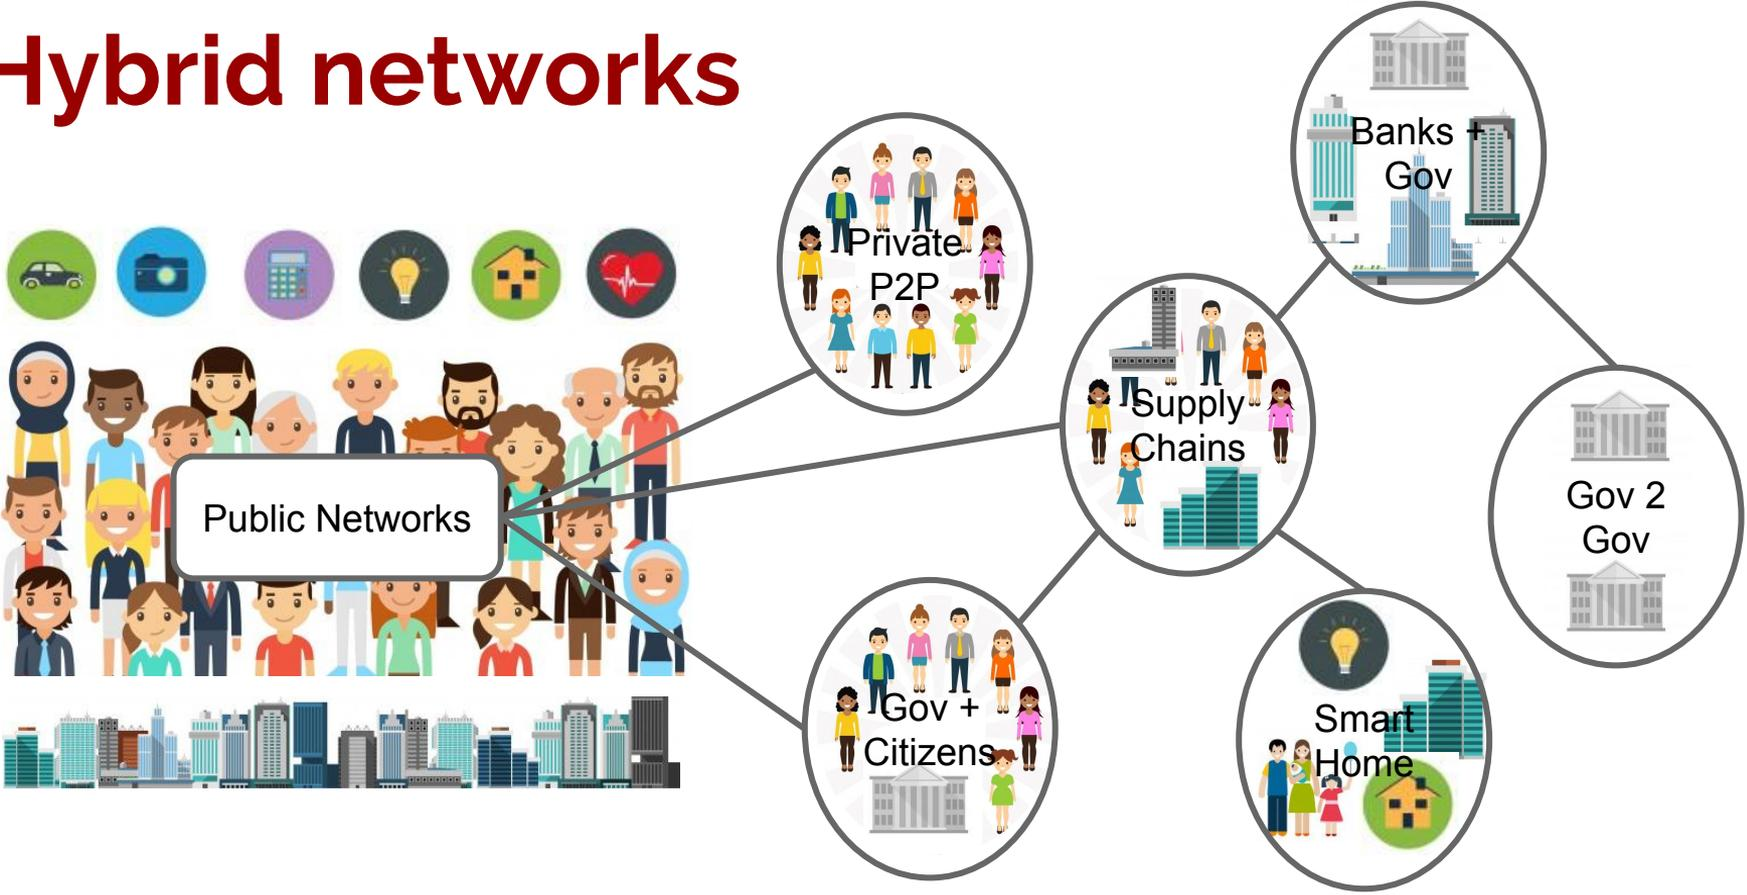 Hybrid networks
Banks +
Gov
Private
P2P
Supply
Chains
Public Networks
Gov 2
Gov
Gov +
Citizens
Smart
Home